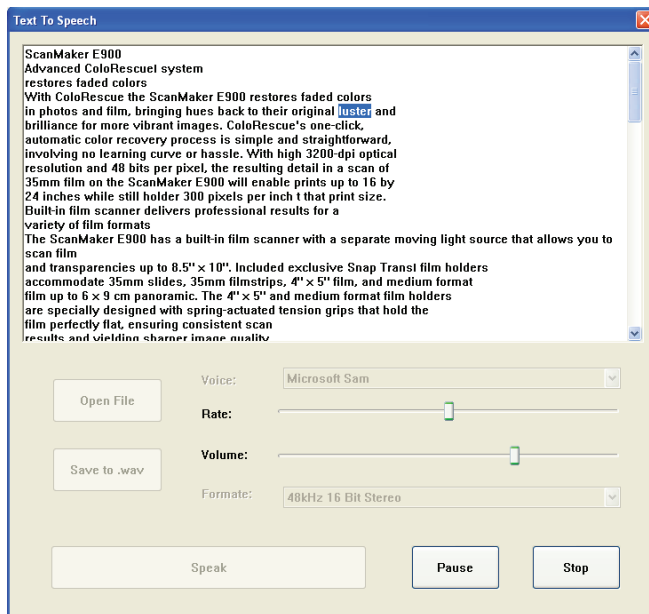 Text To Speech
ScanMaker E900
Advanced ColoRescueI system
restores faded colors
With ColoRescue the ScanMaker E900 restores faded colors
in photos and film, bringing hues back to their original luster and
brilliance for more vibrant images. ColoRescue's one-click,
automatic color recovery process is simple and straightforward,
involving no learning curve or hassle. With high 3200-dpi optical
resolution and 48 bits per pixel, the resulting detail in a scan of
35mm film on the ScanMaker E900 will enable prints up to 16 by
24 inches while still holder 300 pixels per inch t that print size.
Built-in film scanner delivers professional results for a
variety of film formats
The ScanMaker E900 has a built-in film scanner with a separate moving light source that allows you to
scan film
and transparencies up to 8.5" x 10". Included exclusive Snap TransI film holders
accommodate 35mm slides, 35mm filmstrips, 4" x 5" film, and medium format
film up to 6 x 9 cm panoramic. The 4" x 5" and medium format film holders
are specially designed with spring-actuated tension grips that hold the
film perfectly flat, ensuring consistent scan
results and yielding sharper image quality
Open File
Voice:
Microsoft Sam
Rate:
Save to .wav
Volume:
Formate:
48kHz 16 Bit Stereo
Speak
Pause
Stop